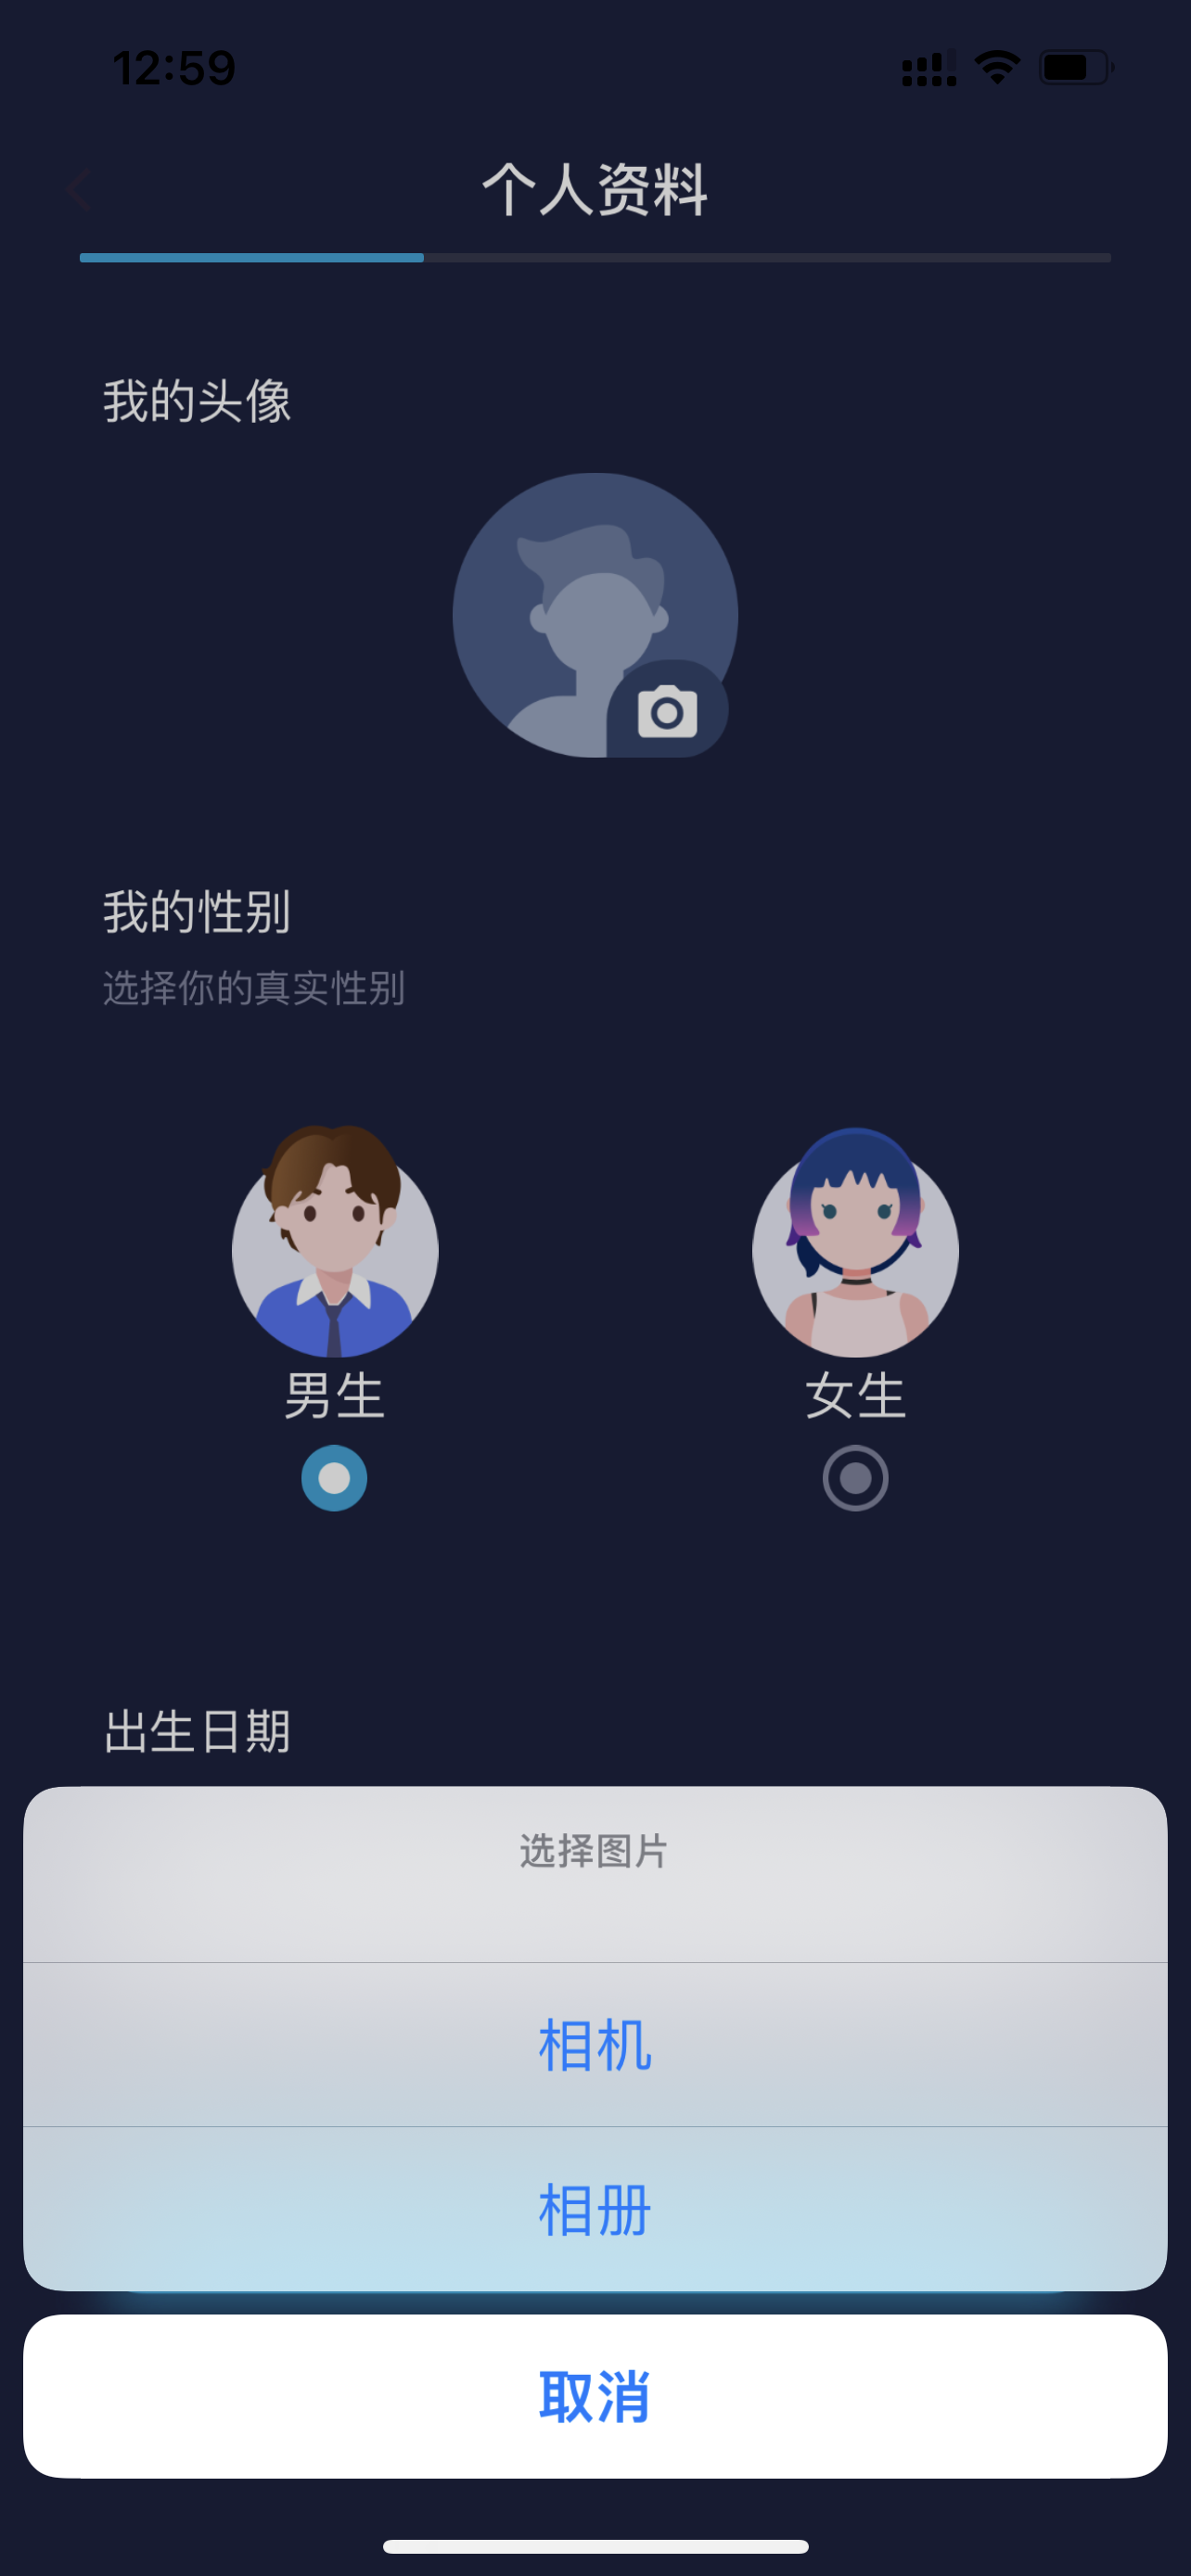 12:59
个人资料
我的头像
我的性别
选择你的真实性别
男生
女生
出生日期
选择图片
相机
相册
取消